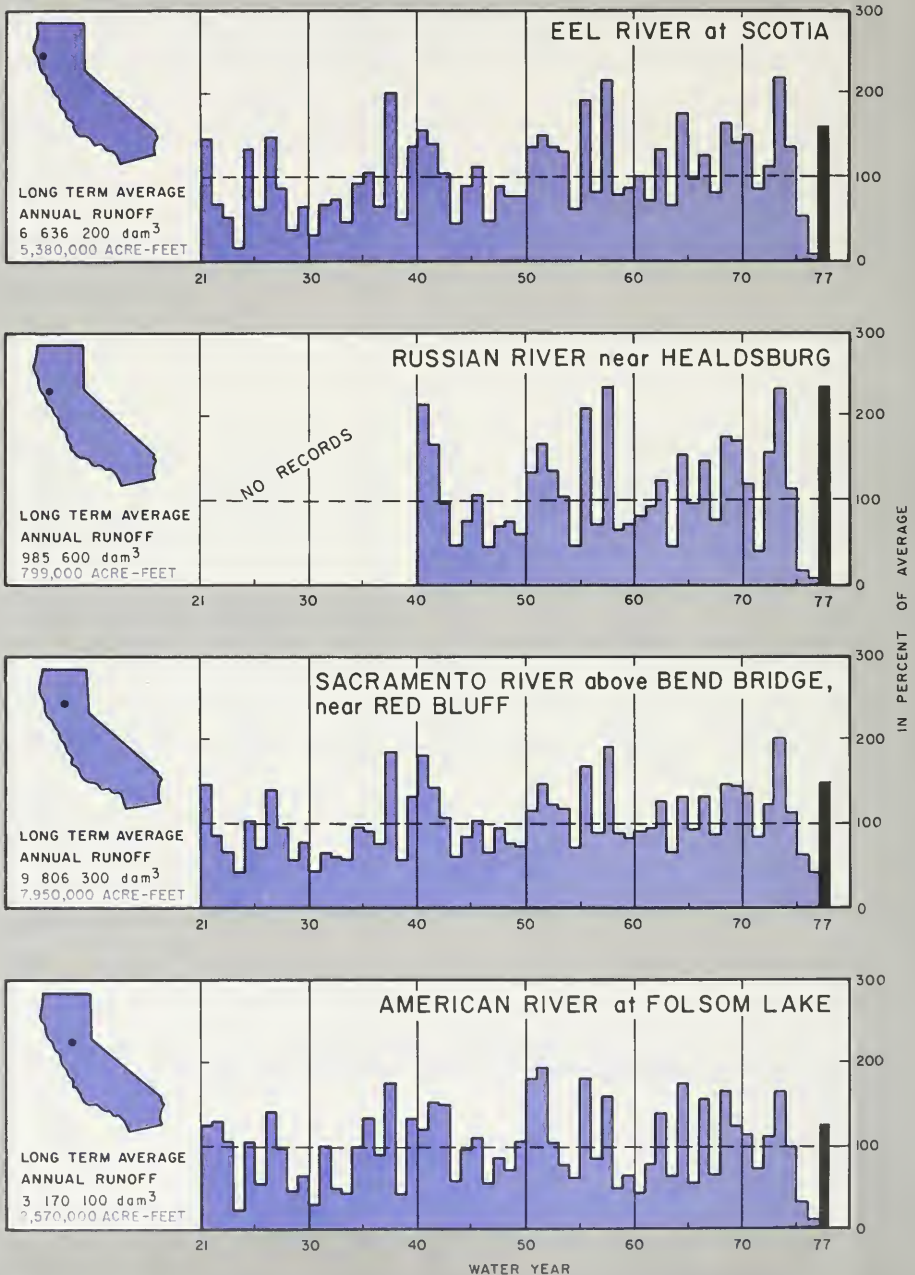 EEL RIVER at SCOTIA
LONG TERM AVERAGE
ANNUAL RUNOFF
6 636 200 dam³
5,380,000 ACRE-FEET
300
200
100
0
21 30 40 50 60 70 77
RUSSIAN RIVER near HEALDSBURG
NO RECORDS
LONG TERM AVERAGE
ANNUAL RUNOFF
985 600 dam³
799,000 ACRE-FEET
300
200
100
0
21 30 40 50 60 70 77
IN PERCENT OF AVERAGE
SACRAMENTO RIVER above BEND BRIDGE,
near RED BLUFF
LONG TERM AVERAGE
ANNUAL RUNOFF
9 806 300 dam³
7,950,000 ACRE-FEET
300
200
100
0
21 30 40 50 60 70 77
AMERICAN RIVER at FOLSOM LAKE
LONG TERM AVERAGE
ANNUAL RUNOFF
3 170 100 dam³
2,570,000 ACRE-FEET
300
200
100
0
21 30 40 50 60 70 77
WATER YEAR